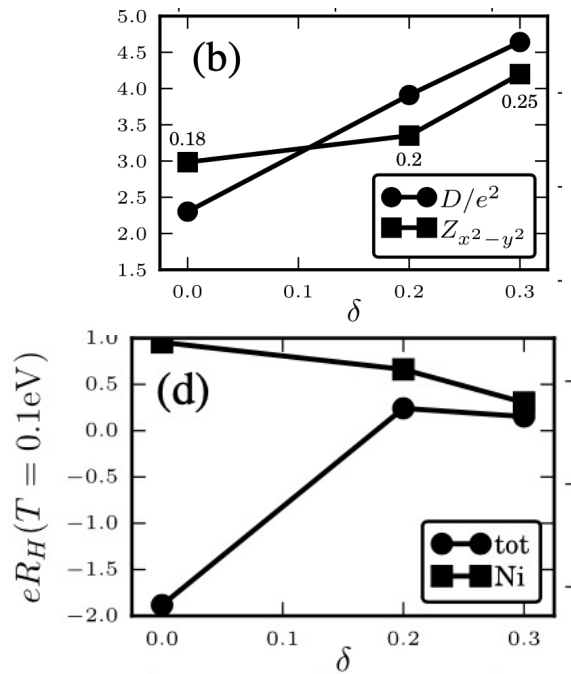 5.0
4.5
4.0
3.5
3.0
2.5
2.0
1.5
(b)
0.18
0.2
0.25
D/e²
Z_{x²−y²}
0.0 0.1 0.2 0.3
δ
eR_H(T = 0.1eV)
1.0
0.5
0.0
−0.5
−1.0
−1.5
−2.0
(d)
tot
Ni
0.0 0.1 0.2 0.3
δ